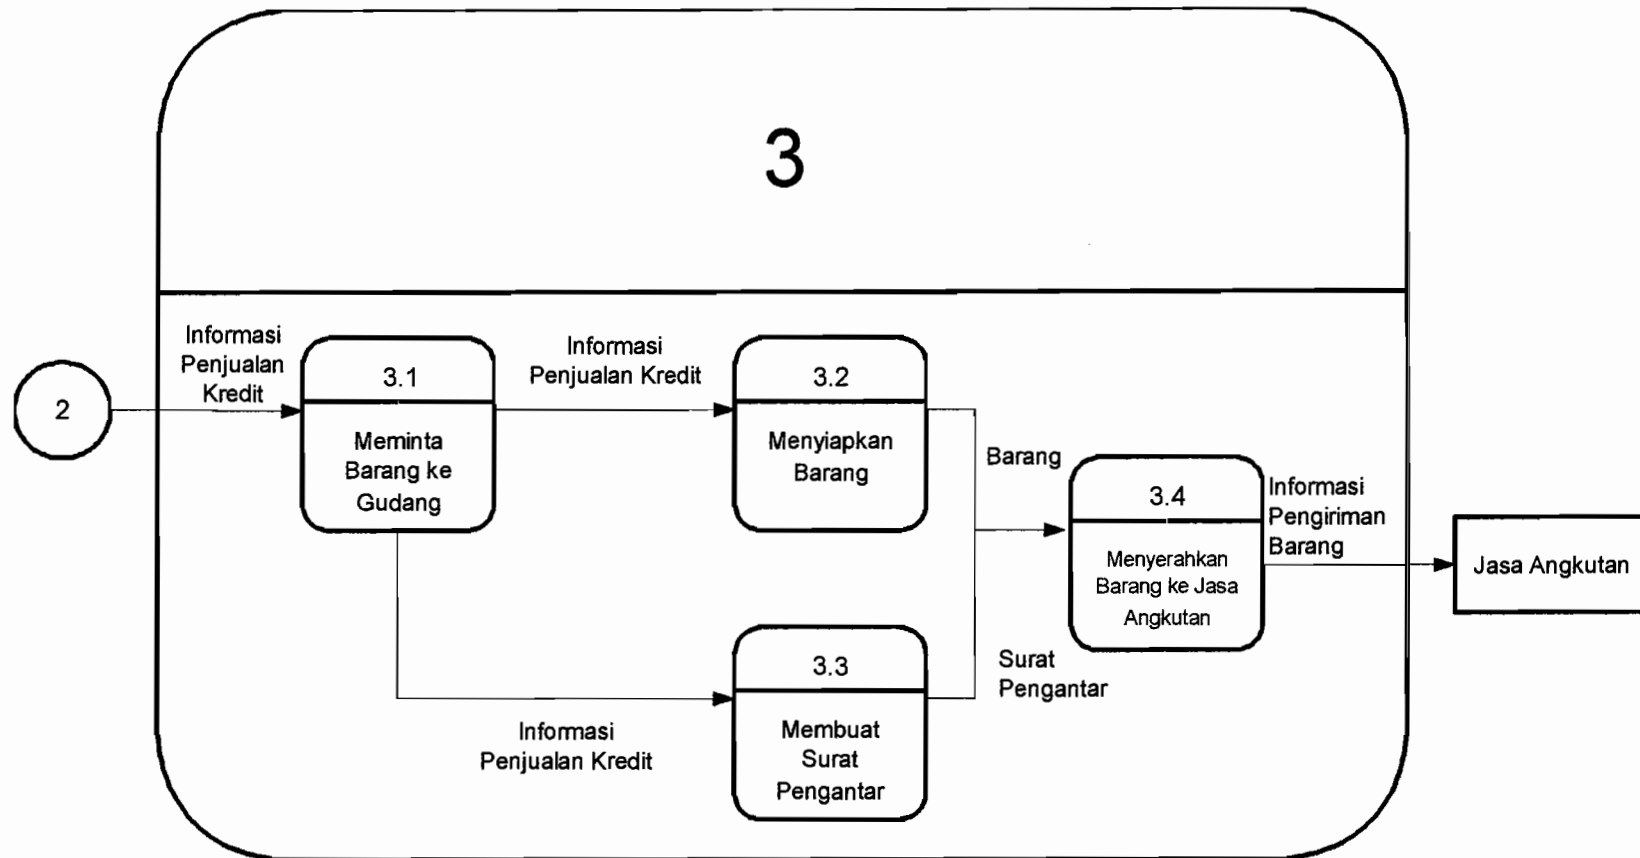 3
Informasi
Penjualan
Kredit
2
3.1
Meminta
Barang ke
Gudang
Informasi
Penjualan Kredit
3.2
Menyiapkan
Barang
Informasi
Penjualan Kredit
3.3
Membuat
Surat
Pengantar
Barang
Surat
Pengantar
3.4
Menyerahkan
Barang ke Jasa
Angkutan
Informasi
Pengiriman
Barang
Jasa Angkutan